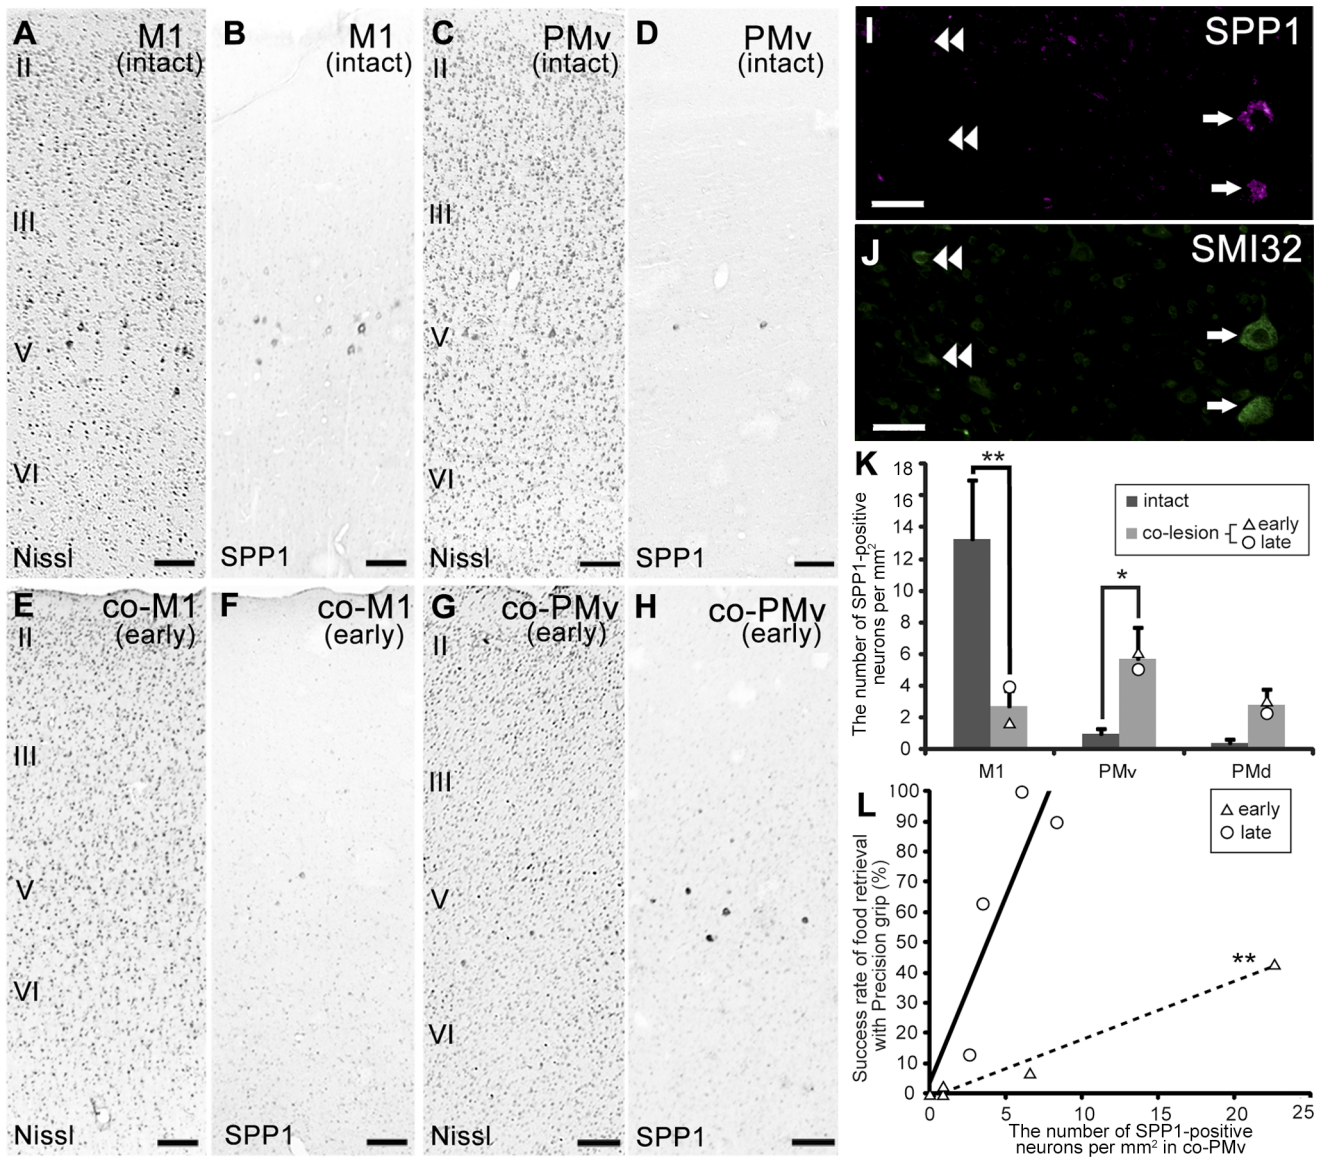 A
M1
(intact)
II
III
V
VI
Nissl
B
M1
(intact)
SPP1
C
PMv
(intact)
II
III
V
VI
Nissl
D
PMv
(intact)
SPP1
E
co-M1
(early)
II
III
V
VI
Nissl
F
co-M1
(early)
SPP1
G
co-PMv
(early)
II
III
V
VI
Nissl
H
co-PMv
(early)
SPP1
I
SPP1
J
SMI32
K
The number of SPP1-positive
neurons per mm2
18
16
14
12
10
8
6
4
2
0
**
*
intact
co-lesion
early
late
M1
PMv
PMd
L
Success rate of food retrieval
with Precision grip (%)
100
90
80
70
60
50
40
30
20
10
0
early
late
**
0
5
10
15
20
25
The number of SPP1-positive
neurons per mm2 in co-PMv